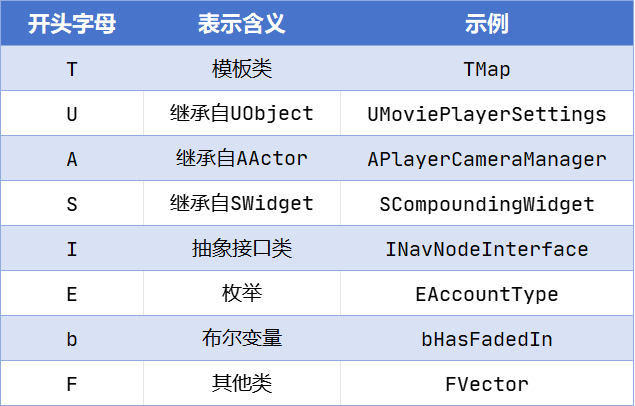 开头字母 表示含义 示例
T 模板类 TMap
U 继承自UObject UMoviePlayerSettings
A 继承自AActor APlayerCameraManager
S 继承自SWidget SCompoundingWidget
I 抽象接口类 INavNodeInterface
E 枚举 EAccountType
b 布尔变量 bHasFadedIn
F 其他类 FVector